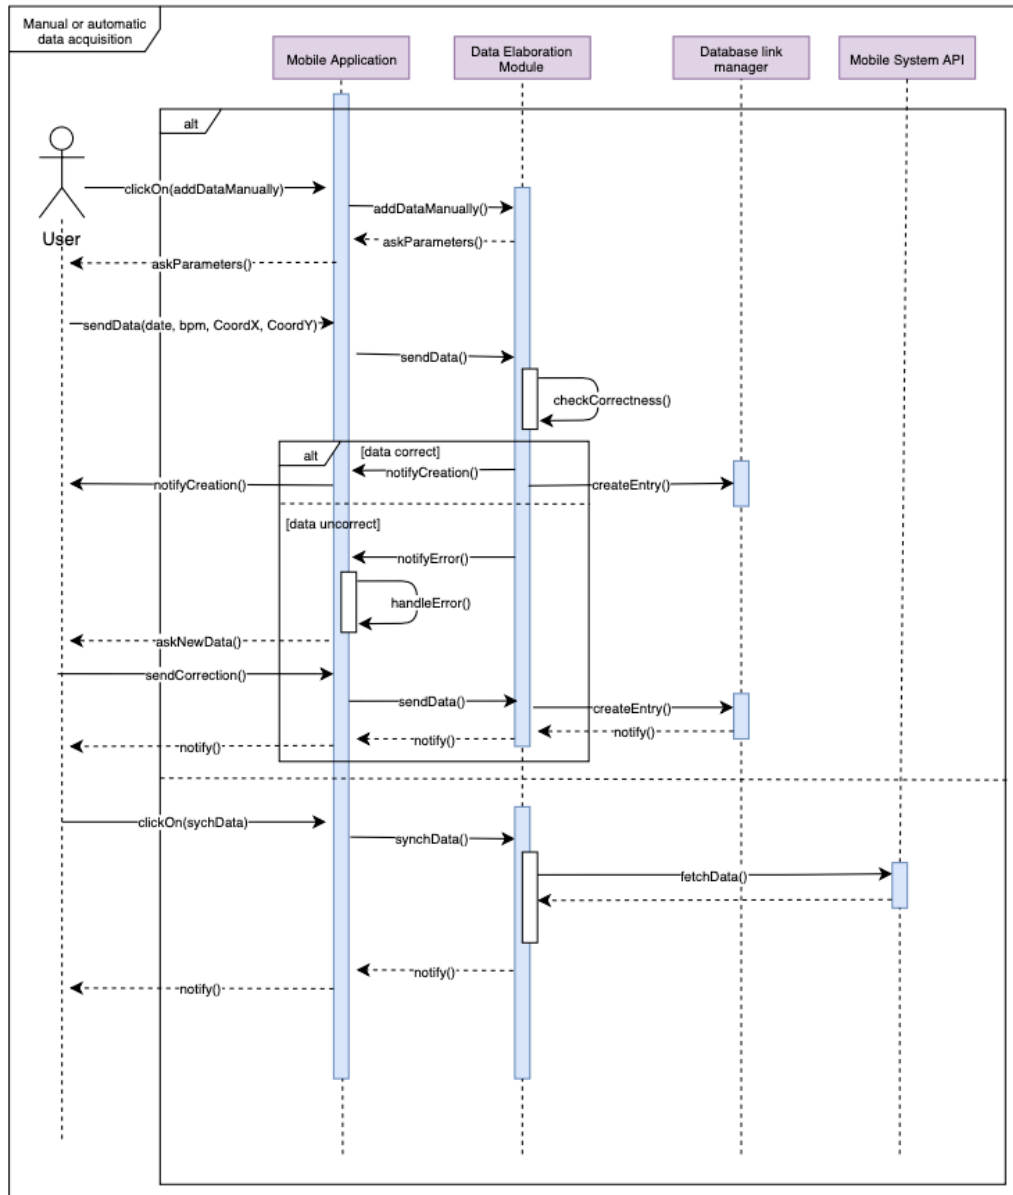 Manual or automatic
data acquisition
Mobile Application
Data Elaboration
Module
Database link
manager
Mobile System API
alt
User
clickOn(addDataManually)
addDataManually()
askParameters()
askParameters()
sendData(date, bpm, CoordX, CoordY)
sendData()
checkCorrectness()
alt
[data correct]
notifyCreation()
notifyCreation()
createEntry()
[data uncorrect]
notifyError()
handleError()
askNewData()
sendCorrection()
sendData()
createEntry()
notify()
notify()
notify()
clickOn(sychData)
synchData()
fetchData()
notify()
notify()